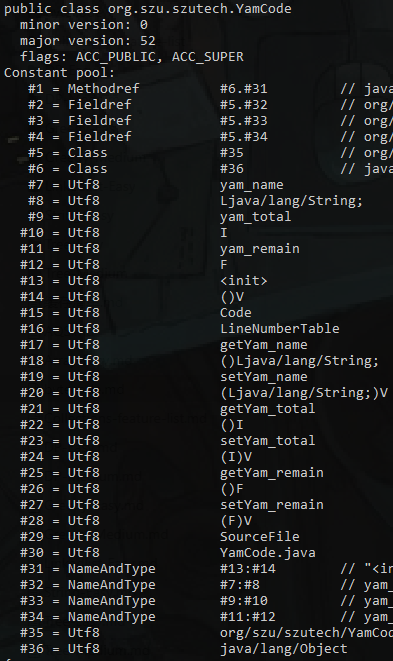 public class org.szu.szutech.YamCode
  minor version: 0
  major version: 52
  flags: ACC_PUBLIC, ACC_SUPER
Constant pool:
   #1 = Methodref          #6.#31         // java
   #2 = Fieldref           #5.#32         // org/
   #3 = Fieldref           #5.#33         // org/
   #4 = Fieldref           #5.#34         // org/
   #5 = Class              #35            // org/
   #6 = Class              #36            // java
   #7 = Utf8               yam_name
   #8 = Utf8               Ljava/lang/String;
   #9 = Utf8               yam_total
  #10 = Utf8               I
  #11 = Utf8               yam_remain
  #12 = Utf8               F
  #13 = Utf8               <init>
  #14 = Utf8               ()V
  #15 = Utf8               Code
  #16 = Utf8               LineNumberTable
  #17 = Utf8               getYam_name
  #18 = Utf8               ()Ljava/lang/String;
  #19 = Utf8               setYam_name
  #20 = Utf8               (Ljava/lang/String;)V
  #21 = Utf8               getYam_total
  #22 = Utf8               ()I
  #23 = Utf8               setYam_total
  #24 = Utf8               (I)V
  #25 = Utf8               getYam_remain
  #26 = Utf8               ()F
  #27 = Utf8               setYam_remain
  #28 = Utf8               (F)V
  #29 = Utf8               SourceFile
  #30 = Utf8               YamCode.java
  #31 = NameAndType        #13:#14        // "<in
  #32 = NameAndType        #7:#8          // yam_
  #33 = NameAndType        #9:#10         // yam_
  #34 = NameAndType        #11:#12        // yam_
  #35 = Utf8               org/szu/szutech/YamCod
  #36 = Utf8               java/lang/Object